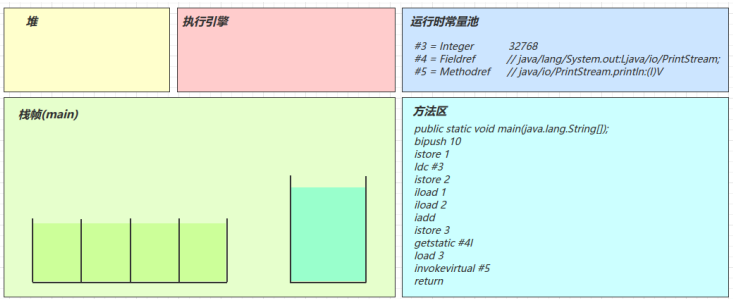 堆
执行引擎
运行时常量池
#3 = Integer 32768
#4 = Fieldref // java/lang/System.out:Ljava/io/PrintStream;
#5 = Methodref // java/io/PrintStream.println:(I)V
栈帧(main)
方法区
public static void main(java.lang.String[]);
bipush 10
istore 1
ldc #3
istore 2
iload 1
iload 2
iadd
istore 3
getstatic #4I
load 3
invokevirtual #5
return